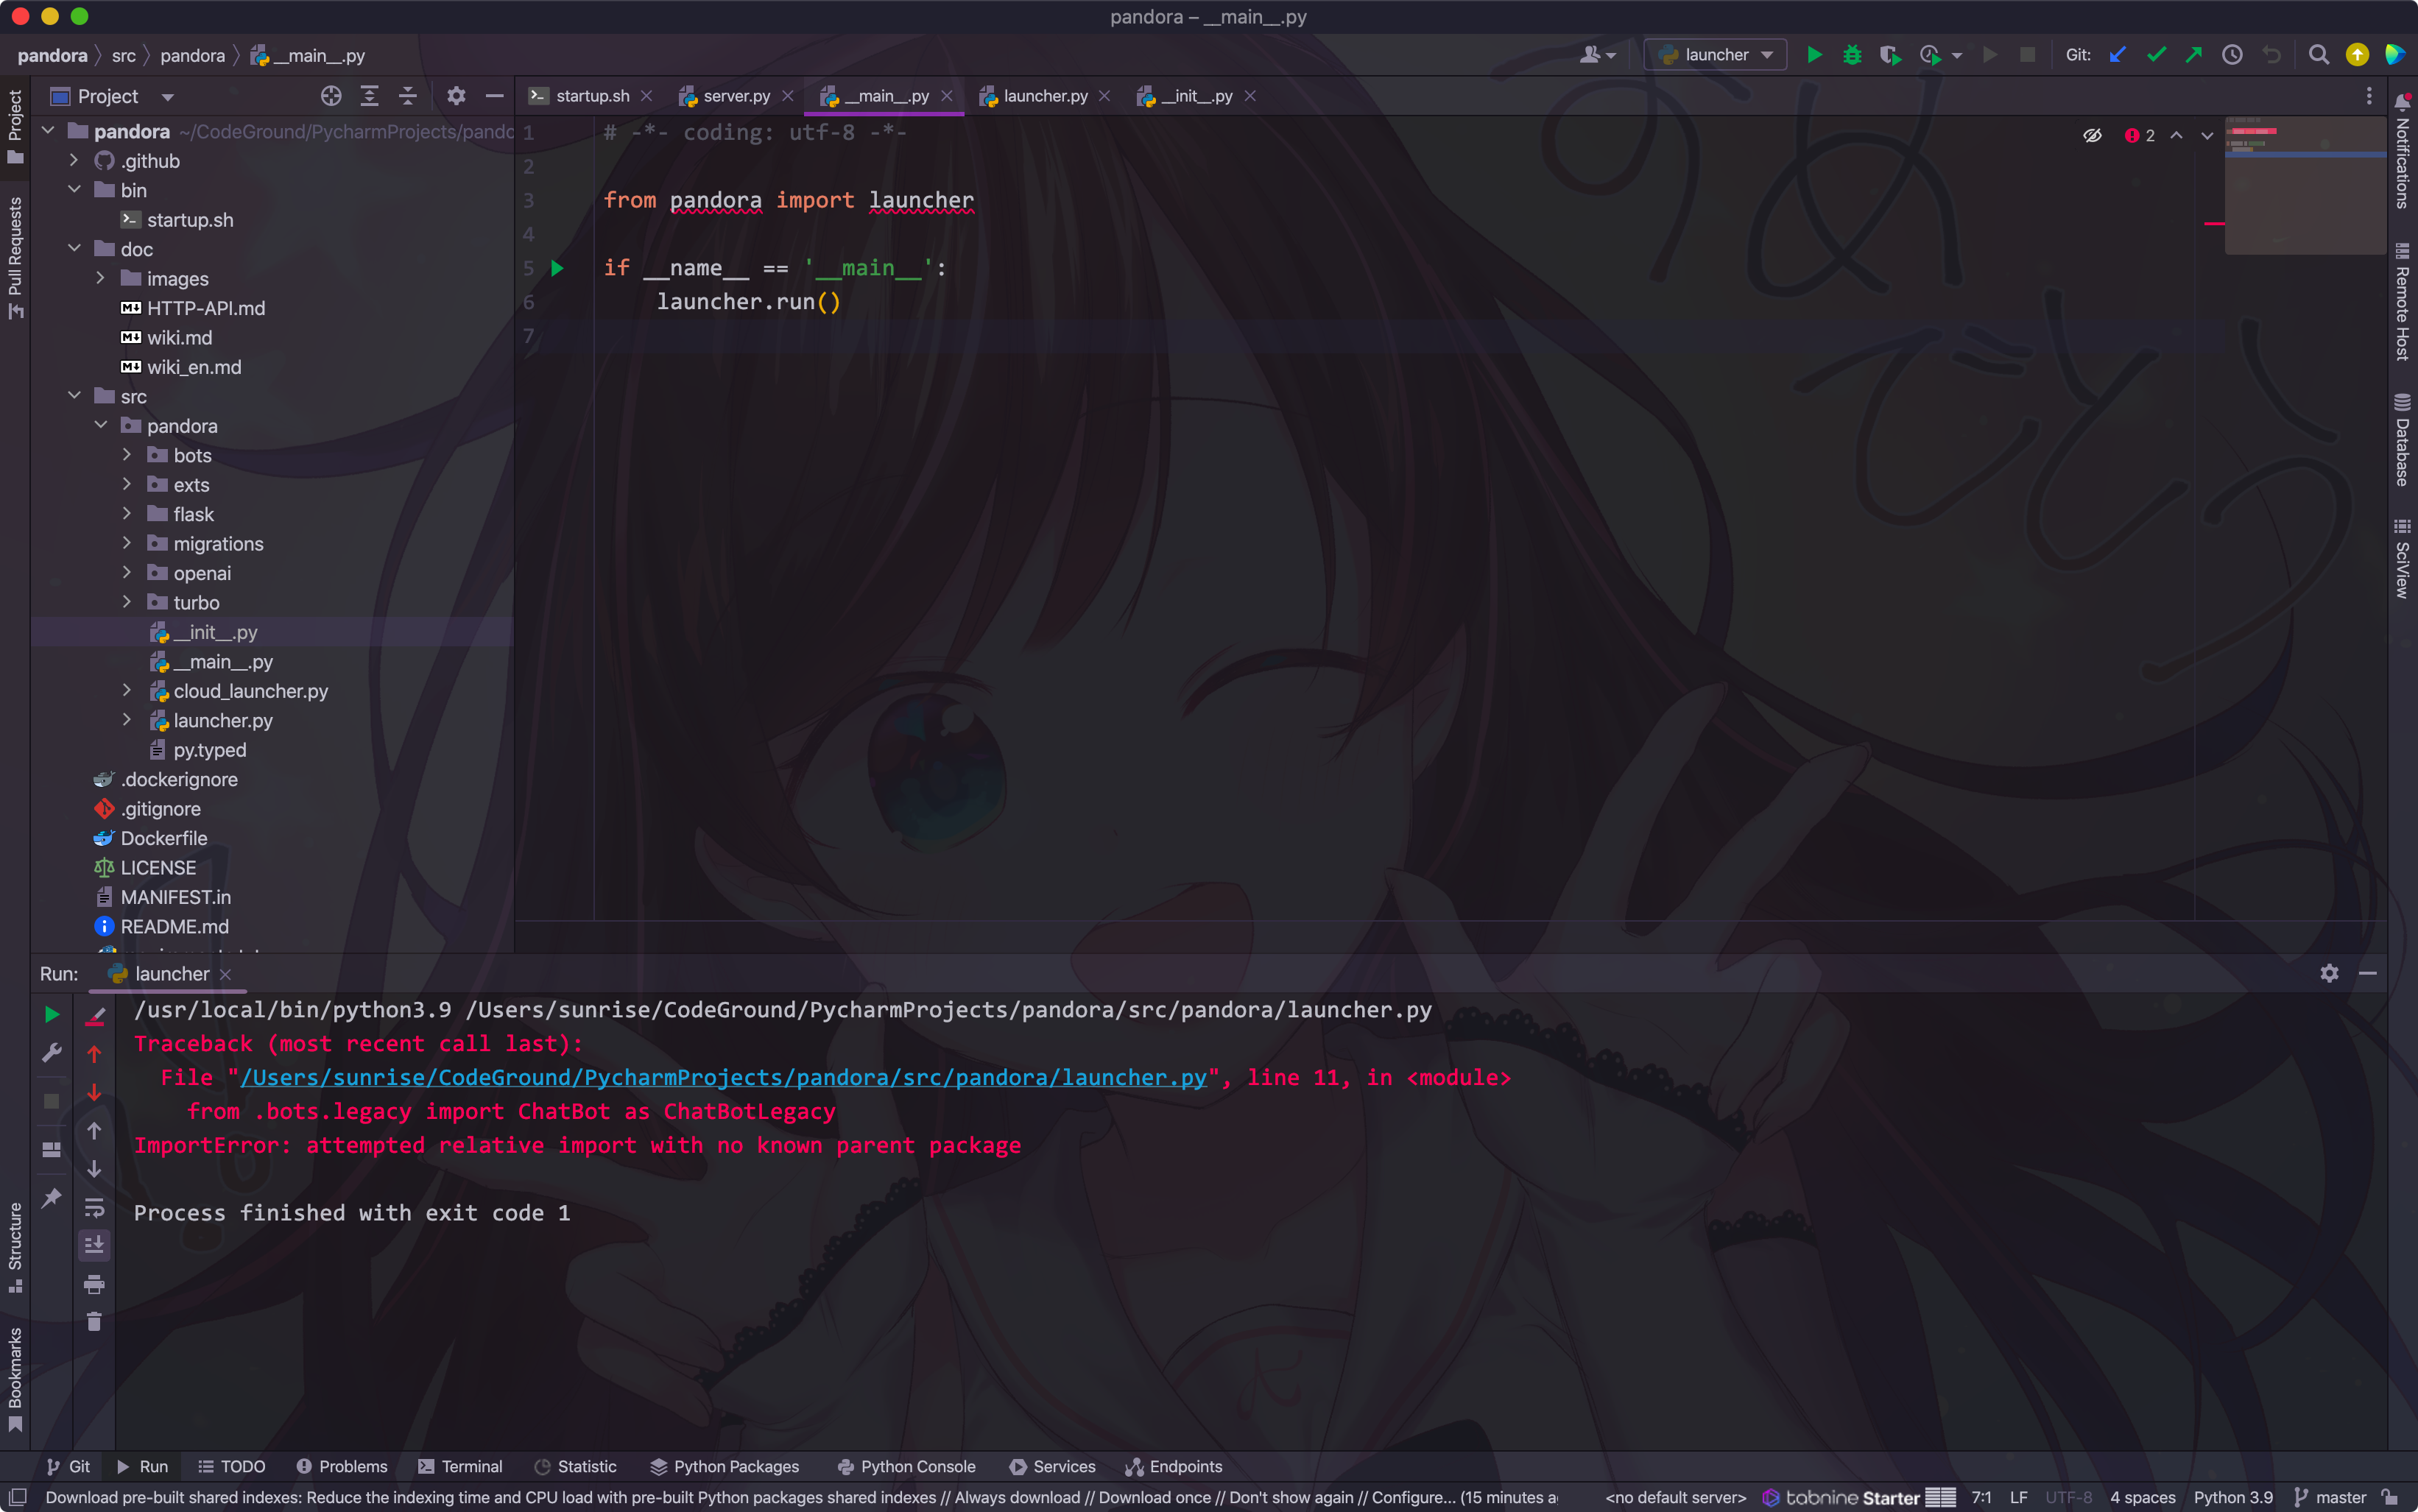 pandora – __main__.py
pandora src pandora __main__.py
launcher
Git:
Project
startup.sh
server.py
__main__.py
launcher.py
__init__.py
Project
Pull Requests
Structure
Bookmarks
Notifications
Remote Host
Database
SciView
pandora ~/CodeGround/PycharmProjects/pando
.github
bin
startup.sh
doc
images
HTTP-API.md
wiki.md
wiki_en.md
src
pandora
bots
exts
flask
migrations
openai
turbo
__init__.py
__main__.py
cloud_launcher.py
launcher.py
py.typed
.dockerignore
.gitignore
Dockerfile
LICENSE
MANIFEST.in
README.md
1 # -*- coding: utf-8 -*-
2
3 from pandora import launcher
4
5 if __name__ == '__main__':
6 launcher.run()
7
2
Run: launcher
/usr/local/bin/python3.9 /Users/sunrise/CodeGround/PycharmProjects/pandora/src/pandora/launcher.py
Traceback (most recent call last):
File "/Users/sunrise/CodeGround/PycharmProjects/pandora/src/pandora/launcher.py", line 11, in <module>
from .bots.legacy import ChatBot as ChatBotLegacy
ImportError: attempted relative import with no known parent package
Process finished with exit code 1
Git Run TODO Problems Terminal Statistic Python Packages Python Console Services Endpoints
Download pre-built shared indexes: Reduce the indexing time and CPU load with pre-built Python packages shared indexes // Always download // Download once // Don't show again // Configure... (15 minutes a
<no default server> tabnine Starter 7:1 LF UTF-8 4 spaces Python 3.9 master